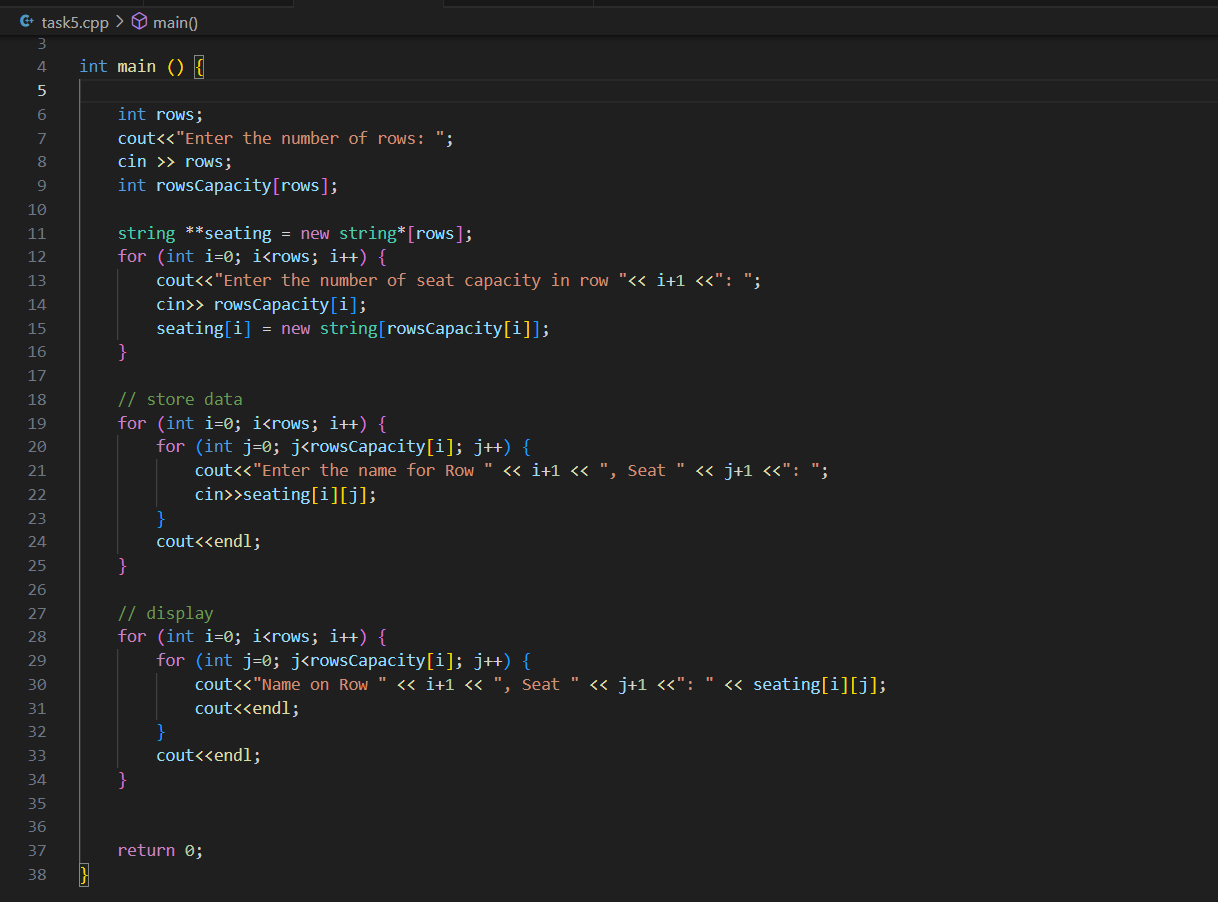 task5.cpp > main()
3
4 int main () {
5
6     int rows;
7     cout<<"Enter the number of rows: ";
8     cin >> rows;
9     int rowsCapacity[rows];
10
11     string **seating = new string*[rows];
12     for (int i=0; i<rows; i++) {
13         cout<<"Enter the number of seat capacity in row "<< i+1 <<": ";
14         cin>> rowsCapacity[i];
15         seating[i] = new string[rowsCapacity[i]];
16     }
17
18     // store data
19     for (int i=0; i<rows; i++) {
20         for (int j=0; j<rowsCapacity[i]; j++) {
21             cout<<"Enter the name for Row " << i+1 << ", Seat " << j+1 <<": ";
22             cin>>seating[i][j];
23         }
24         cout<<endl;
25     }
26
27     // display
28     for (int i=0; i<rows; i++) {
29         for (int j=0; j<rowsCapacity[i]; j++) {
30             cout<<"Name on Row " << i+1 << ", Seat " << j+1 <<": " << seating[i][j];
31             cout<<endl;
32         }
33         cout<<endl;
34     }
35
36
37     return 0;
38 }